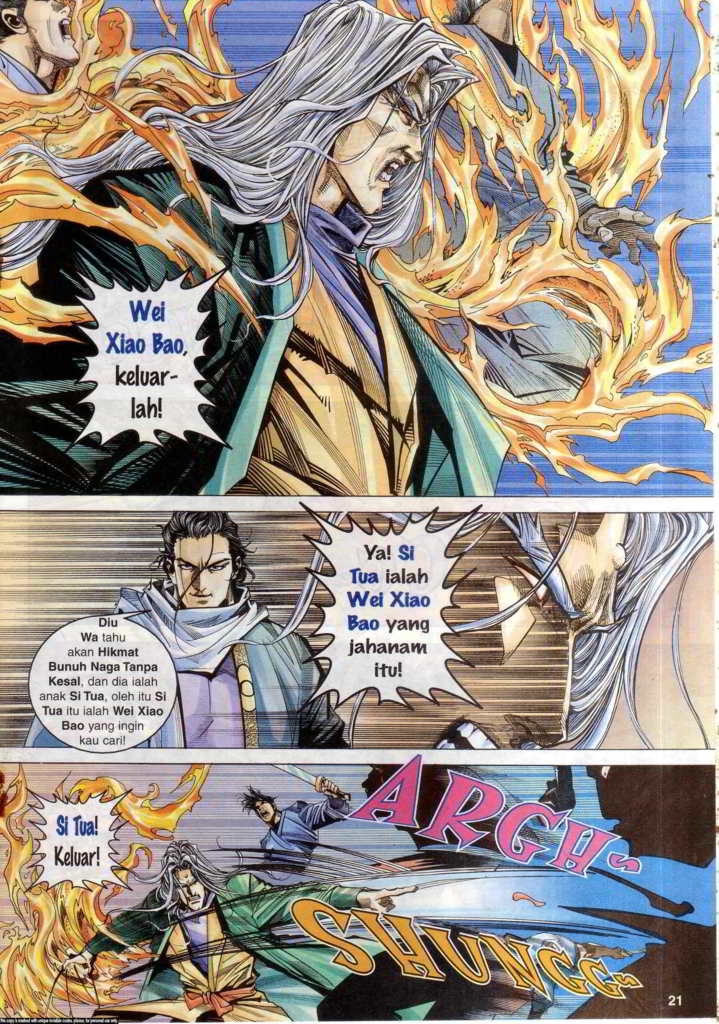 Wei
Xiao Bao,
keluar-
lah!
Ya! Si
Tua ialah
Wei Xiao
Bao yang
jahanam
itu!
Diu
Wa tahu
akan Hikmat
Bunuh Naga Tanpa
Kesal, dan dia ialah
anak Si Tua, oleh itu Si
Tua itu ialah Wei Xiao
Bao yang ingin
kau cari!
Si Tua!
Keluar!
ARGHS
SHUNGGS
21